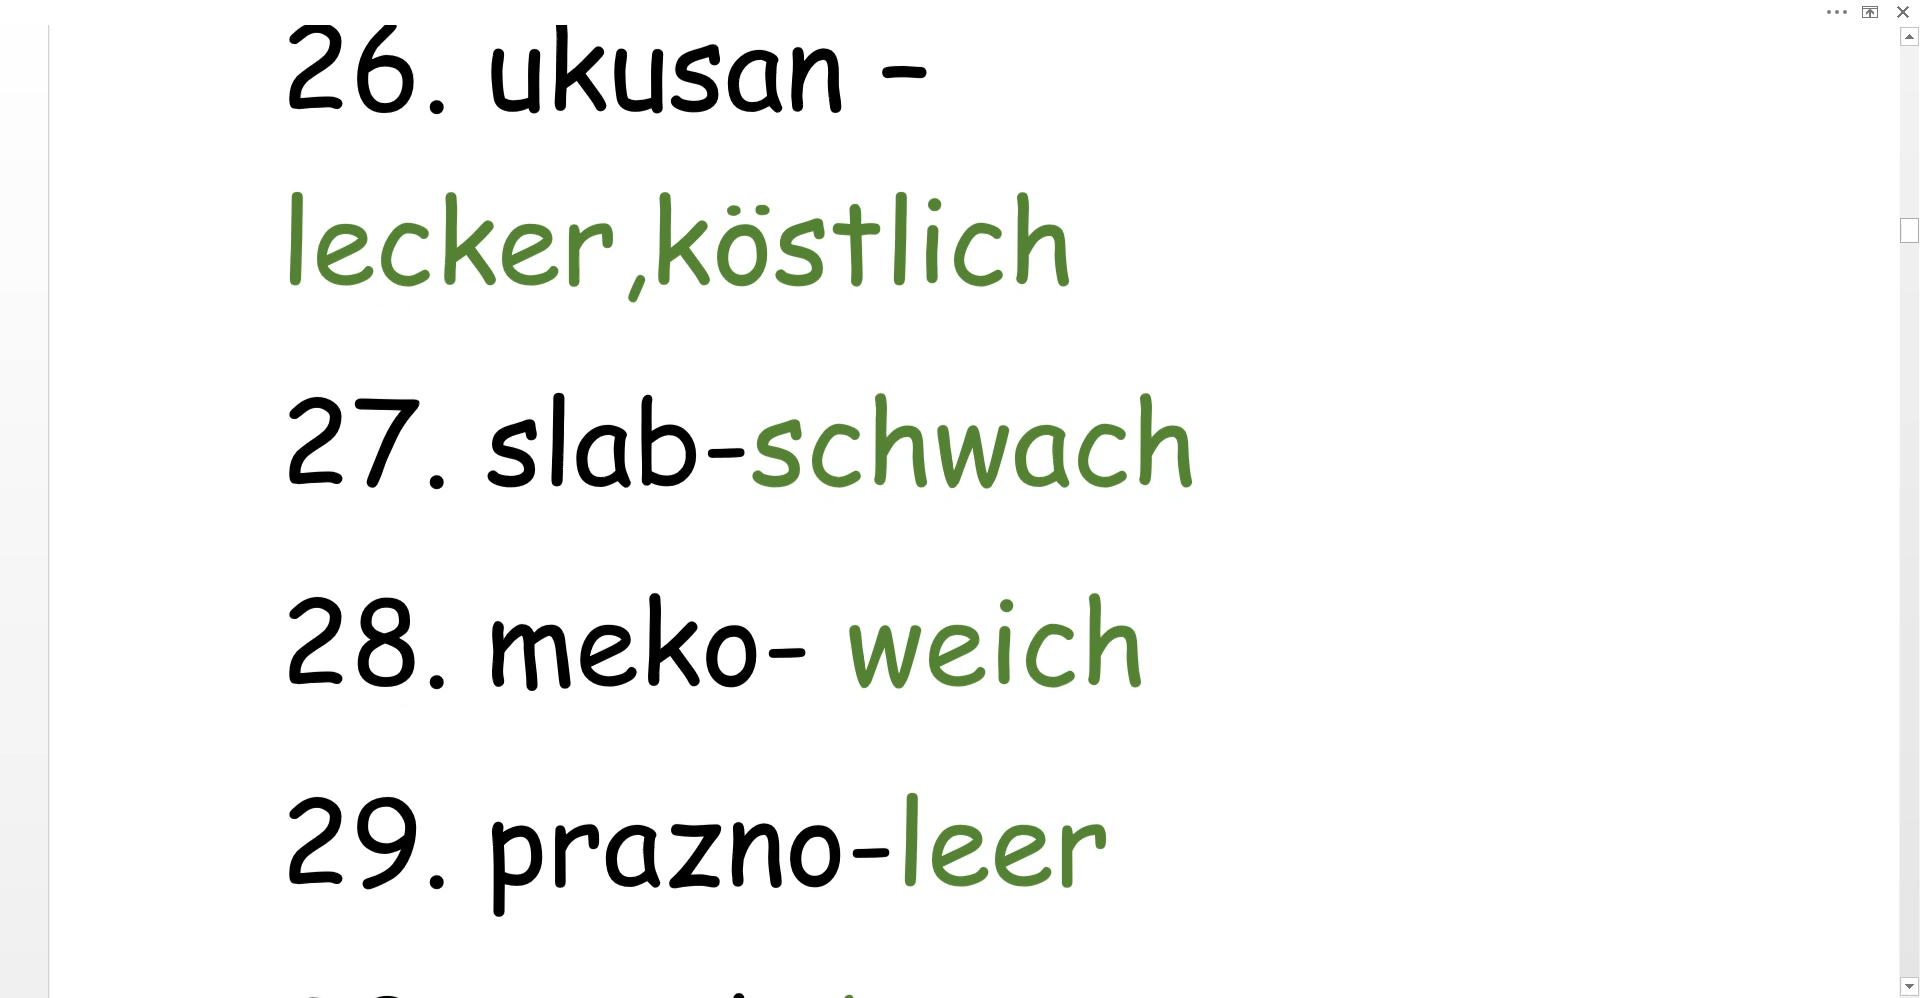 26. ukusan –
lecker,köstlich
27. slab-schwach
28. meko- weich
29. prazno-leer